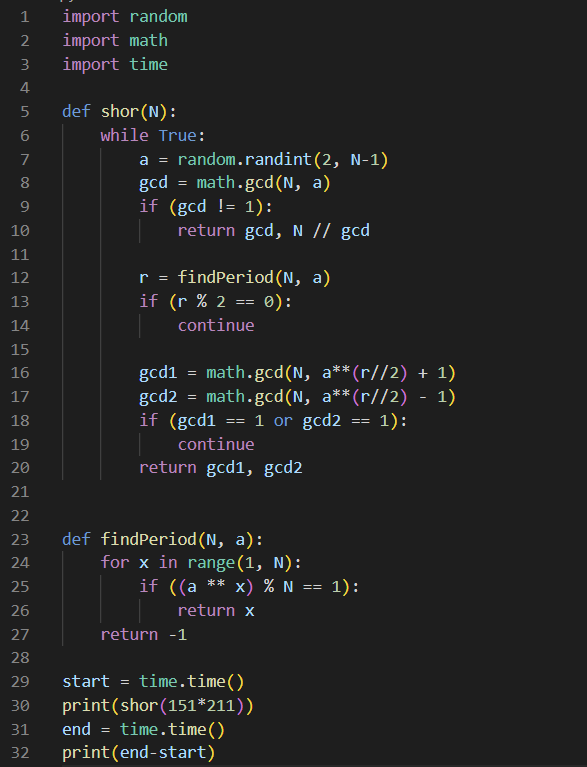 1 import random
2 import math
3 import time
4
5 def shor(N):
6     while True:
7         a = random.randint(2, N-1)
8         gcd = math.gcd(N, a)
9         if (gcd != 1):
10             return gcd, N // gcd
11
12         r = findPeriod(N, a)
13         if (r % 2 == 0):
14             continue
15
16         gcd1 = math.gcd(N, a**(r//2) + 1)
17         gcd2 = math.gcd(N, a**(r//2) - 1)
18         if (gcd1 == 1 or gcd2 == 1):
19             continue
20         return gcd1, gcd2
21
22
23 def findPeriod(N, a):
24     for x in range(1, N):
25         if ((a ** x) % N == 1):
26             return x
27     return -1
28
29 start = time.time()
30 print(shor(151*211))
31 end = time.time()
32 print(end-start)